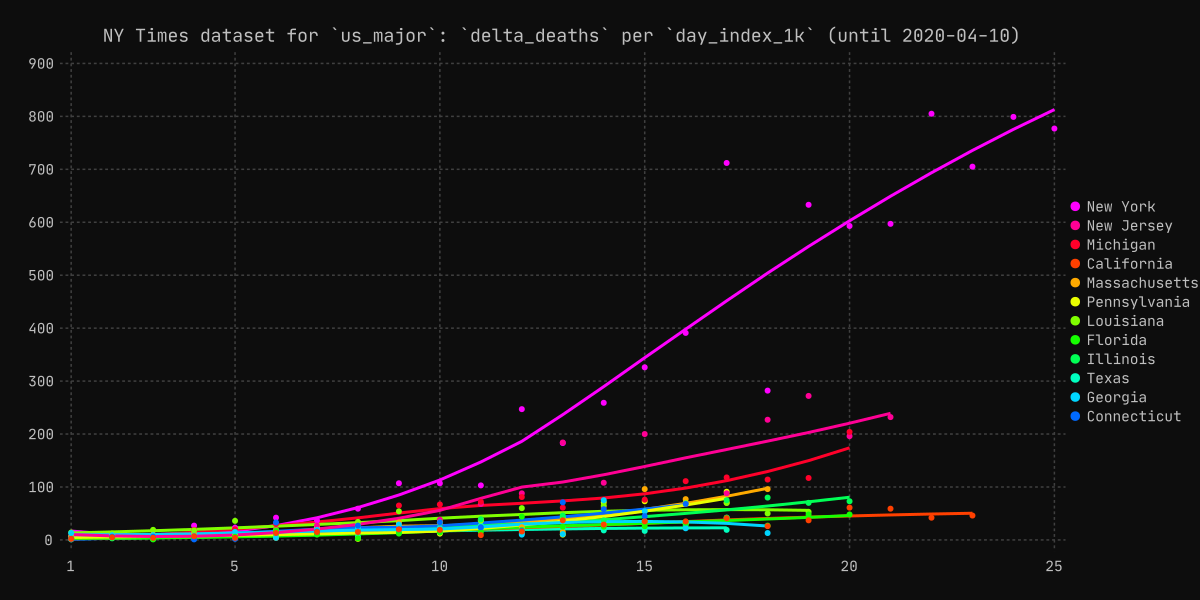 NY Times dataset for `us_major`: `delta_deaths` per `day_index_1k` (until 2020-04-10)
900
800
700
600
500
400
300
200
100
0
1 5 10 15 20 25
New York
New Jersey
Michigan
California
Massachusetts
Pennsylvania
Louisiana
Florida
Illinois
Texas
Georgia
Connecticut